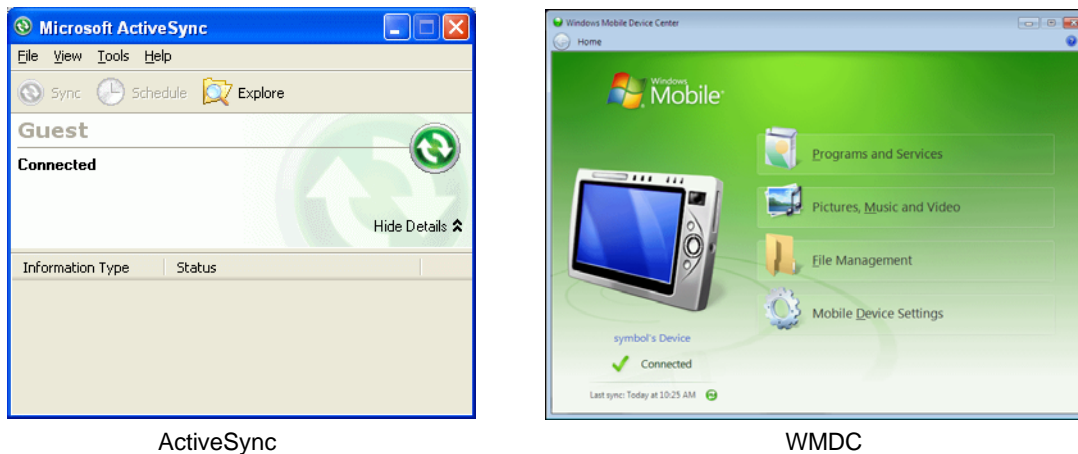 Microsoft ActiveSync
File View Tools Help
Sync Schedule Explore
Guest
Connected
Hide Details
Information Type Status
ActiveSync
Windows Mobile Device Center
Home
Windows
Mobile
Programs and Services
Pictures, Music and Video
File Management
Mobile Device Settings
symbol's Device
Connected
Last sync: Today at 10:25 AM
WMDC